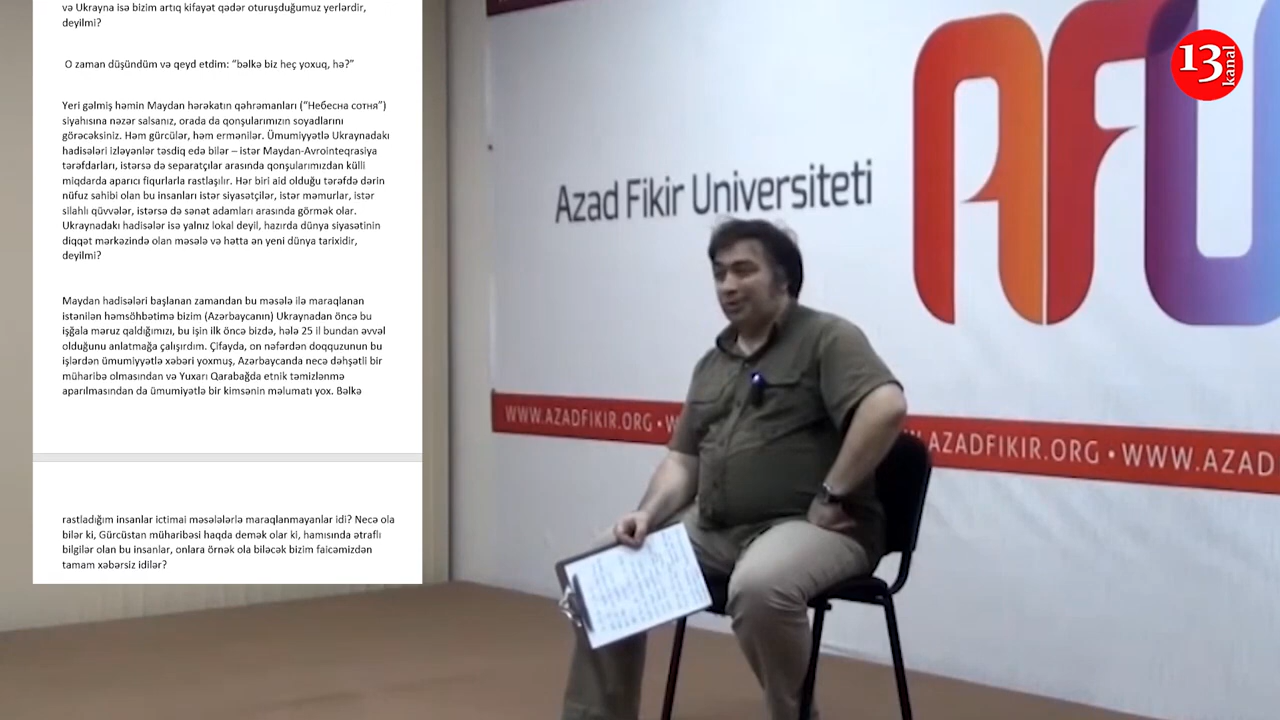 və Ukrayna isə bizim artıq kifayət qədər oturuşduğumuz yerlərdir,
deyilmi?
O zaman düşündüm və qeyd etdim: “bəlkə biz heç yoxuq, hə?”
Yeri gəlmiş həmin Maydan hərəkatın qəhrəmanları (“Небесна сотня”)
siyahısına nəzər salsanız, orada da qonşularımızın soyadlarını
görəcəksiniz. Həm gürcülər, həm ermənilər. Ümumiyyətlə Ukraynadakı
hadisələri izləyənlər təsdiq edə bilər – istər Maydan-Avrointeqrasiya
tərəfdarları, istərsə də separatçılar arasında qonşularımızdan külli
miqdarda aparıcı fiqurlarla rastlaşılır. Hər biri aid olduğu tərəfdə dərin
nüfuz sahibi olan bu insanları istər siyasətçilər, istər məmurlar, istər
silahlı qüvvələr, istərsə də sənət adamları arasında görmək olar.
Ukraynadakı hadisələr isə yalnız lokal deyil, hazırda dünya siyasətinin
diqqət mərkəzində olan məsələ və hətta ən yeni dünya tarixidir,
deyilmi?
Maydan hadisələri başlanan zamandan bu məsələ ilə maraqlanan
istənilən həmsöhbətimə bizim (Azərbaycanın) Ukraynadan öncə bu
işğala məruz qaldığımızı, bu işin ilk öncə bizdə, hələ 25 il bundan əvvəl
olduğunu anlatmağa çalışırdım. Çifayda, on nəfərdən doqquzunun bu
işlərdən ümumiyyətlə xəbəri yoxmuş, Azərbaycanda necə dəhşətli bir
müharibə olmasından və Yuxarı Qarabağda etnik təmizlənmə
aparılmasından da ümumiyətlə bir kimsənin məlumatı yox. Bəlkə
rastladığım insanlar ictimai məsələlərlə maraqlanmayanlar idi? Necə ola
bilər ki, Gürcüstan müharibəsi haqda demək olar ki, hamısında ətraflı
bilgilər olan bu insanlar, onlara örnək ola biləcək bizim faicəmizdən
tamam xəbərsiz idilər?
13 kanal
AFU
Azad Fikir Universiteti
WWW.AZADFIKIR.ORG • W
AZADFIKIR.ORG • WWW.AZAD